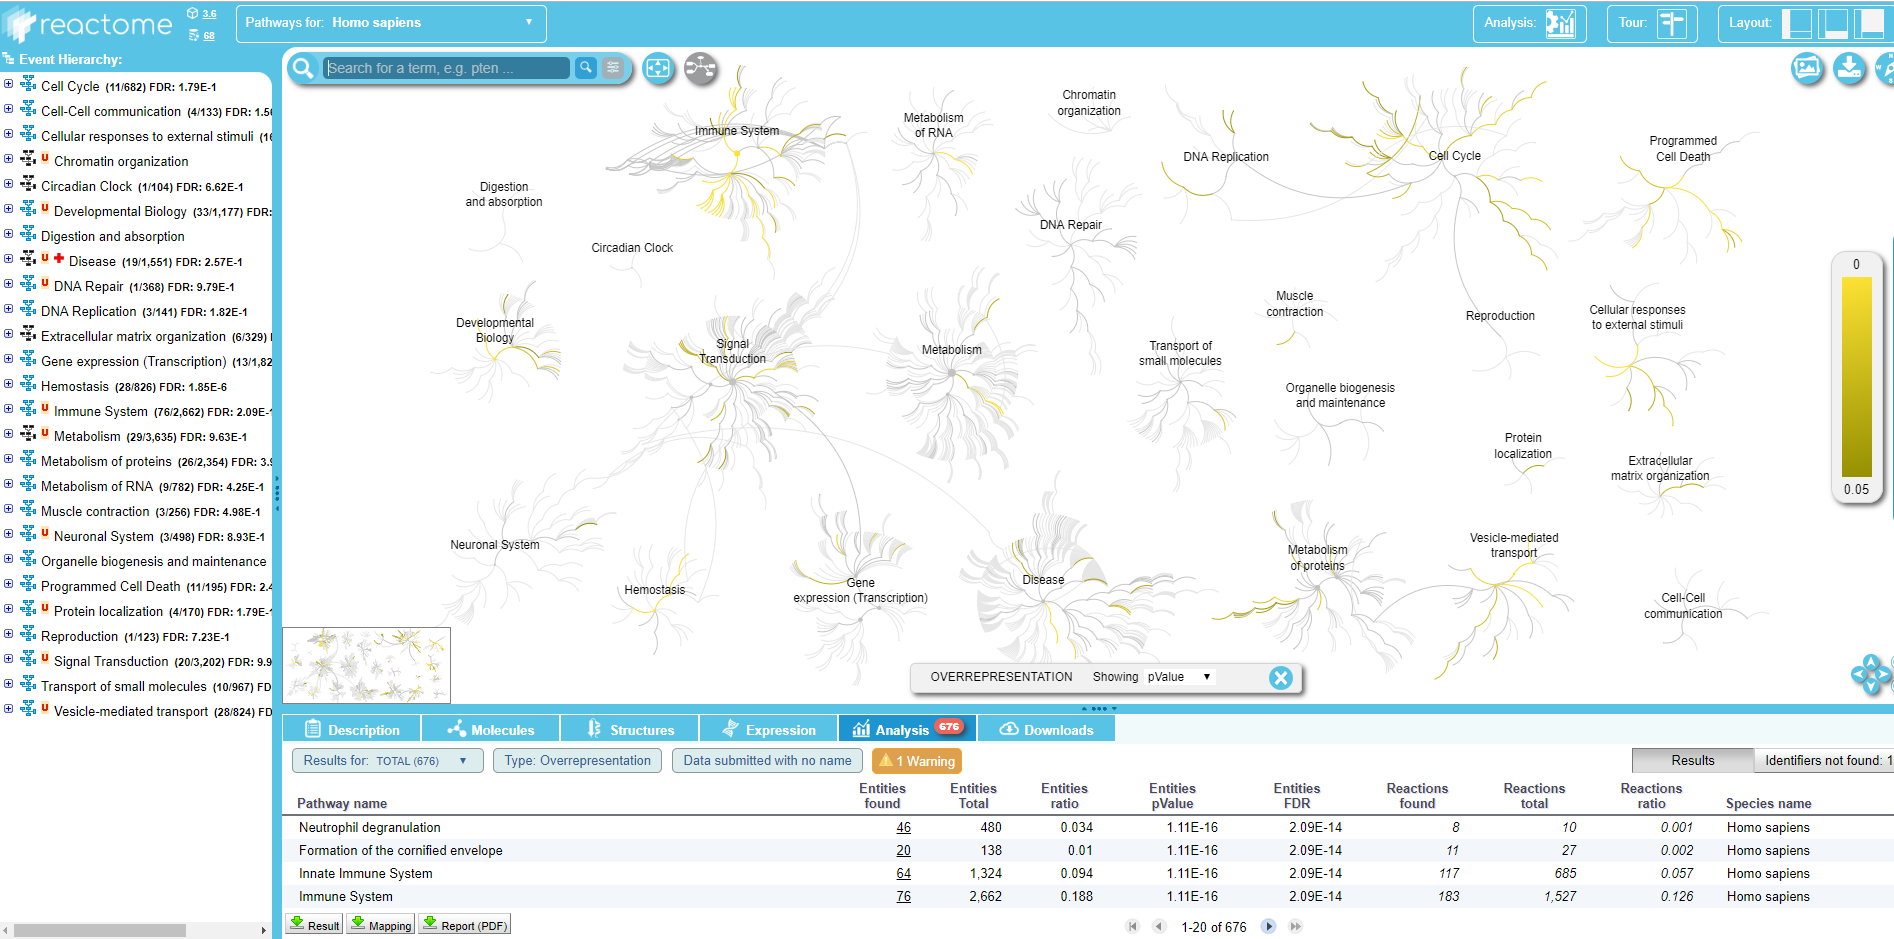 reactome
3.6
68
Pathways for: Homo sapiens
Analysis:
Tour:
Layout:
Event Hierarchy:
Cell Cycle (11/682) FDR: 1.79E-1
Cell-Cell communication (4/133) FDR: 1.5
Cellular responses to external stimuli (16
Chromatin organization
Circadian Clock (1/104) FDR: 6.62E-1
Developmental Biology (33/1,177) FDR:
Digestion and absorption
Disease (19/1,551) FDR: 2.57E-1
DNA Repair (1/368) FDR: 9.79E-1
DNA Replication (3/141) FDR: 1.82E-1
Extracellular matrix organization (6/329)
Gene expression (Transcription) (13/1,82
Hemostasis (28/826) FDR: 1.85E-6
Immune System (76/2,662) FDR: 2.09E-
Metabolism (29/3,635) FDR: 9.63E-1
Metabolism of proteins (26/2,354) FDR: 3.9
Metabolism of RNA (9/782) FDR: 4.25E-1
Muscle contraction (3/256) FDR: 4.98E-1
Neuronal System (3/498) FDR: 8.93E-1
Organelle biogenesis and maintenance
Programmed Cell Death (11/195) FDR: 2.4
Protein localization (4/170) FDR: 1.79E-
Reproduction (1/123) FDR: 7.23E-1
Signal Transduction (20/3,202) FDR: 9.9
Transport of small molecules (10/967) FD
Vesicle-mediated transport (28/824) FD
Search for a term, e.g. pten ...
Immune System
Metabolism
of RNA
Chromatin
organization
DNA Replication
Cell Cycle
Programmed
Cell Death
Digestion
and absorption
Circadian Clock
DNA Repair
Developmental
Biology
Signal
Transduction
Metabolism
Transport of
small molecules
Muscle
contraction
Reproduction
Cellular responses
to external stimuli
Organelle biogenesis
and maintenance
Protein
localization
Extracellular
matrix organization
Neuronal System
Hemostasis
Gene
expression (Transcription)
Disease
Metabolism
of proteins
Vesicle-mediated
transport
Cell-Cell
communication
0
0.05
OVERREPRESENTATION Showing pValue
Description Molecules Structures Expression Analysis 676 Downloads
Results for: TOTAL (676) Type: Overrepresentation Data submitted with no name 1 Warning Results Identifiers not found: 1
Pathway name Entities found Entities Total Entities ratio Entities pValue Entities FDR Reactions found Reactions total Reactions ratio Species name
Neutrophil degranulation 46 480 0.034 1.11E-16 2.09E-14 8 10 0.001 Homo sapiens
Formation of the cornified envelope 20 138 0.01 1.11E-16 2.09E-14 11 27 0.002 Homo sapiens
Innate Immune System 64 1,324 0.094 1.11E-16 2.09E-14 117 685 0.057 Homo sapiens
Immune System 76 2,662 0.188 1.11E-16 2.09E-14 183 1,527 0.126 Homo sapiens
Result Mapping Report (PDF) 1-20 of 676